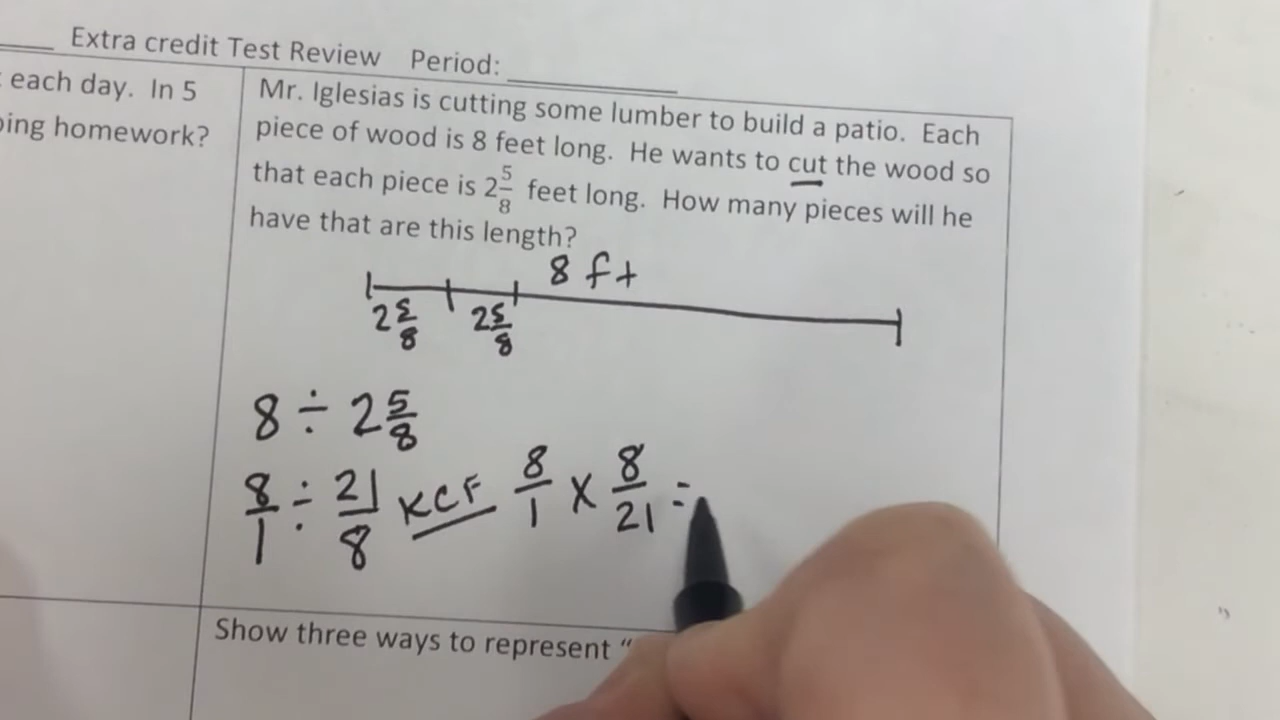 Extra credit Test Review Period:
each day. In 5
homework?
Mr. Iglesias is cutting some lumber to build a patio. Each
piece of wood is 8 feet long. He wants to cut the wood so
that each piece is 2 5/8 feet long. How many pieces will he
have that are this length?
8 ft
2 5/8 2 5/8
8 ÷ 2 5/8
8/1 ÷ 21/8 KCF 8/1 x 8/21 =
Show three ways to represent “